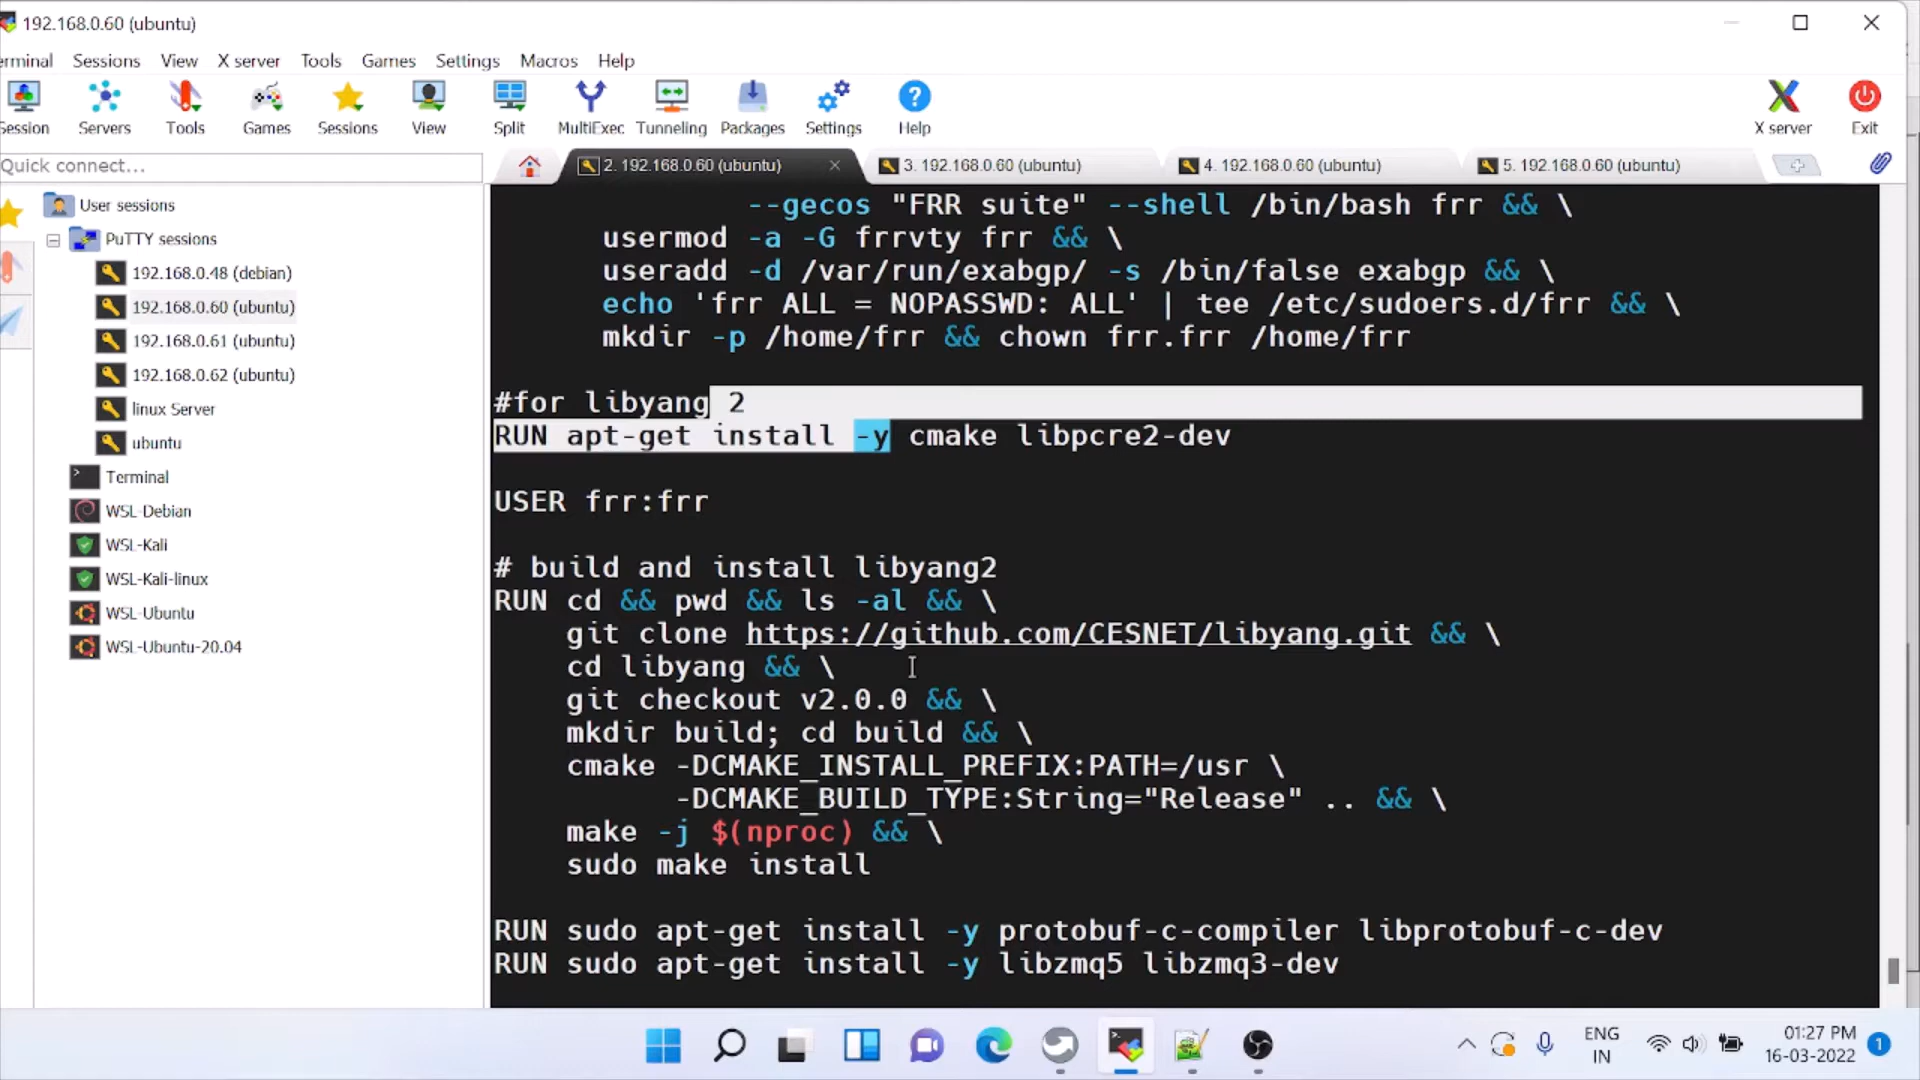 192.168.0.60 (ubuntu)
erminal Sessions View X server Tools Games Settings Macros Help
Session Servers Tools Games Sessions View Split MultiExec Tunneling Packages Settings Help X server Exit
Quick connect...
2. 192.168.0.60 (ubuntu) 3. 192.168.0.60 (ubuntu) 4. 192.168.0.60 (ubuntu) 5. 192.168.0.60 (ubuntu)
User sessions
PuTTY sessions
192.168.0.48 (debian)
192.168.0.60 (ubuntu)
192.168.0.61 (ubuntu)
192.168.0.62 (ubuntu)
linux Server
ubuntu
Terminal
WSL-Debian
WSL-Kali
WSL-Kali-linux
WSL-Ubuntu
WSL-Ubuntu-20.04
--gecos "FRR suite" --shell /bin/bash frr && \
usermod -a -G frrvty frr && \
useradd -d /var/run/exabgp/ -s /bin/false exabgp && \
echo 'frr ALL = NOPASSWD: ALL' | tee /etc/sudoers.d/frr && \
mkdir -p /home/frr && chown frr.frr /home/frr
#for libyang 2
RUN apt-get install -y cmake libpcre2-dev
USER frr:frr
# build and install libyang2
RUN cd && pwd && ls -al && \
git clone https://github.com/CESNET/libyang.git && \
cd libyang && \
git checkout v2.0.0 && \
mkdir build; cd build && \
cmake -DCMAKE_INSTALL_PREFIX:PATH=/usr \
-DCMAKE_BUILD_TYPE:String="Release" .. && \
make -j $(nproc) && \
sudo make install
RUN sudo apt-get install -y protobuf-c-compiler libprotobuf-c-dev
RUN sudo apt-get install -y libzmq5 libzmq3-dev
ENG
IN
01:27 PM
16-03-2022
1